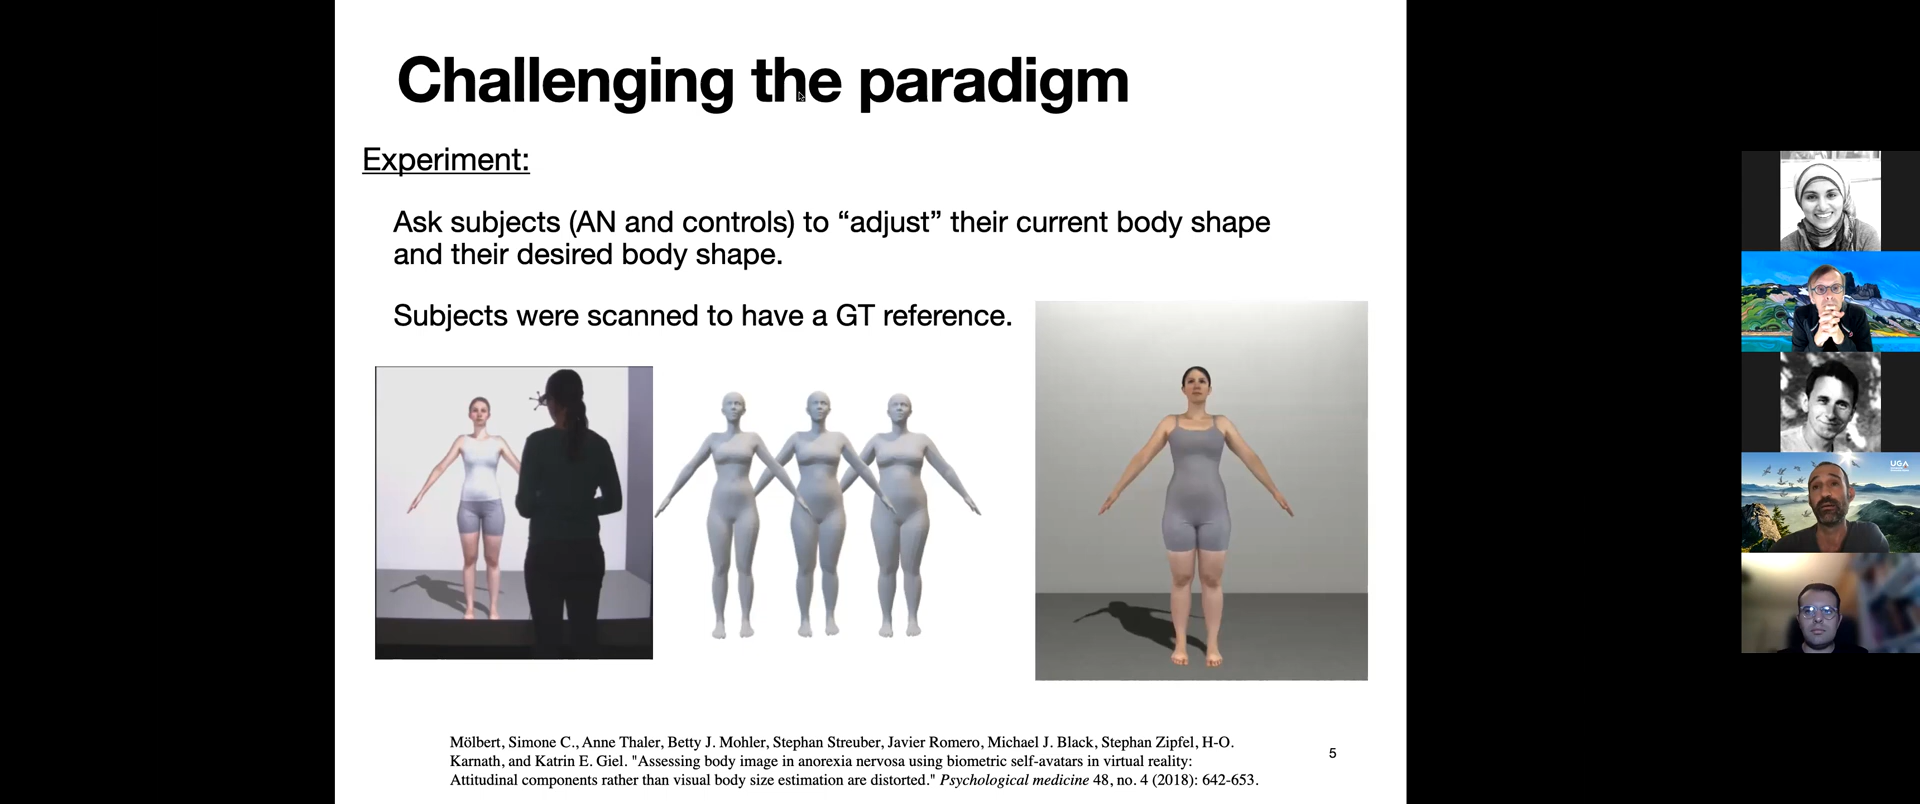 Challenging the paradigm
Experiment:
Ask subjects (AN and controls) to “adjust” their current body shape
and their desired body shape.
Subjects were scanned to have a GT reference.
Mölbert, Simone C., Anne Thaler, Betty J. Mohler, Stephan Streuber, Javier Romero, Michael J. Black, Stephan Zipfel, H-O.
Karnath, and Katrin E. Giel. "Assessing body image in anorexia nervosa using biometric self-avatars in virtual reality:
Attitudinal components rather than visual body size estimation are distorted." Psychological medicine 48, no. 4 (2018): 642-653.
5
UGA